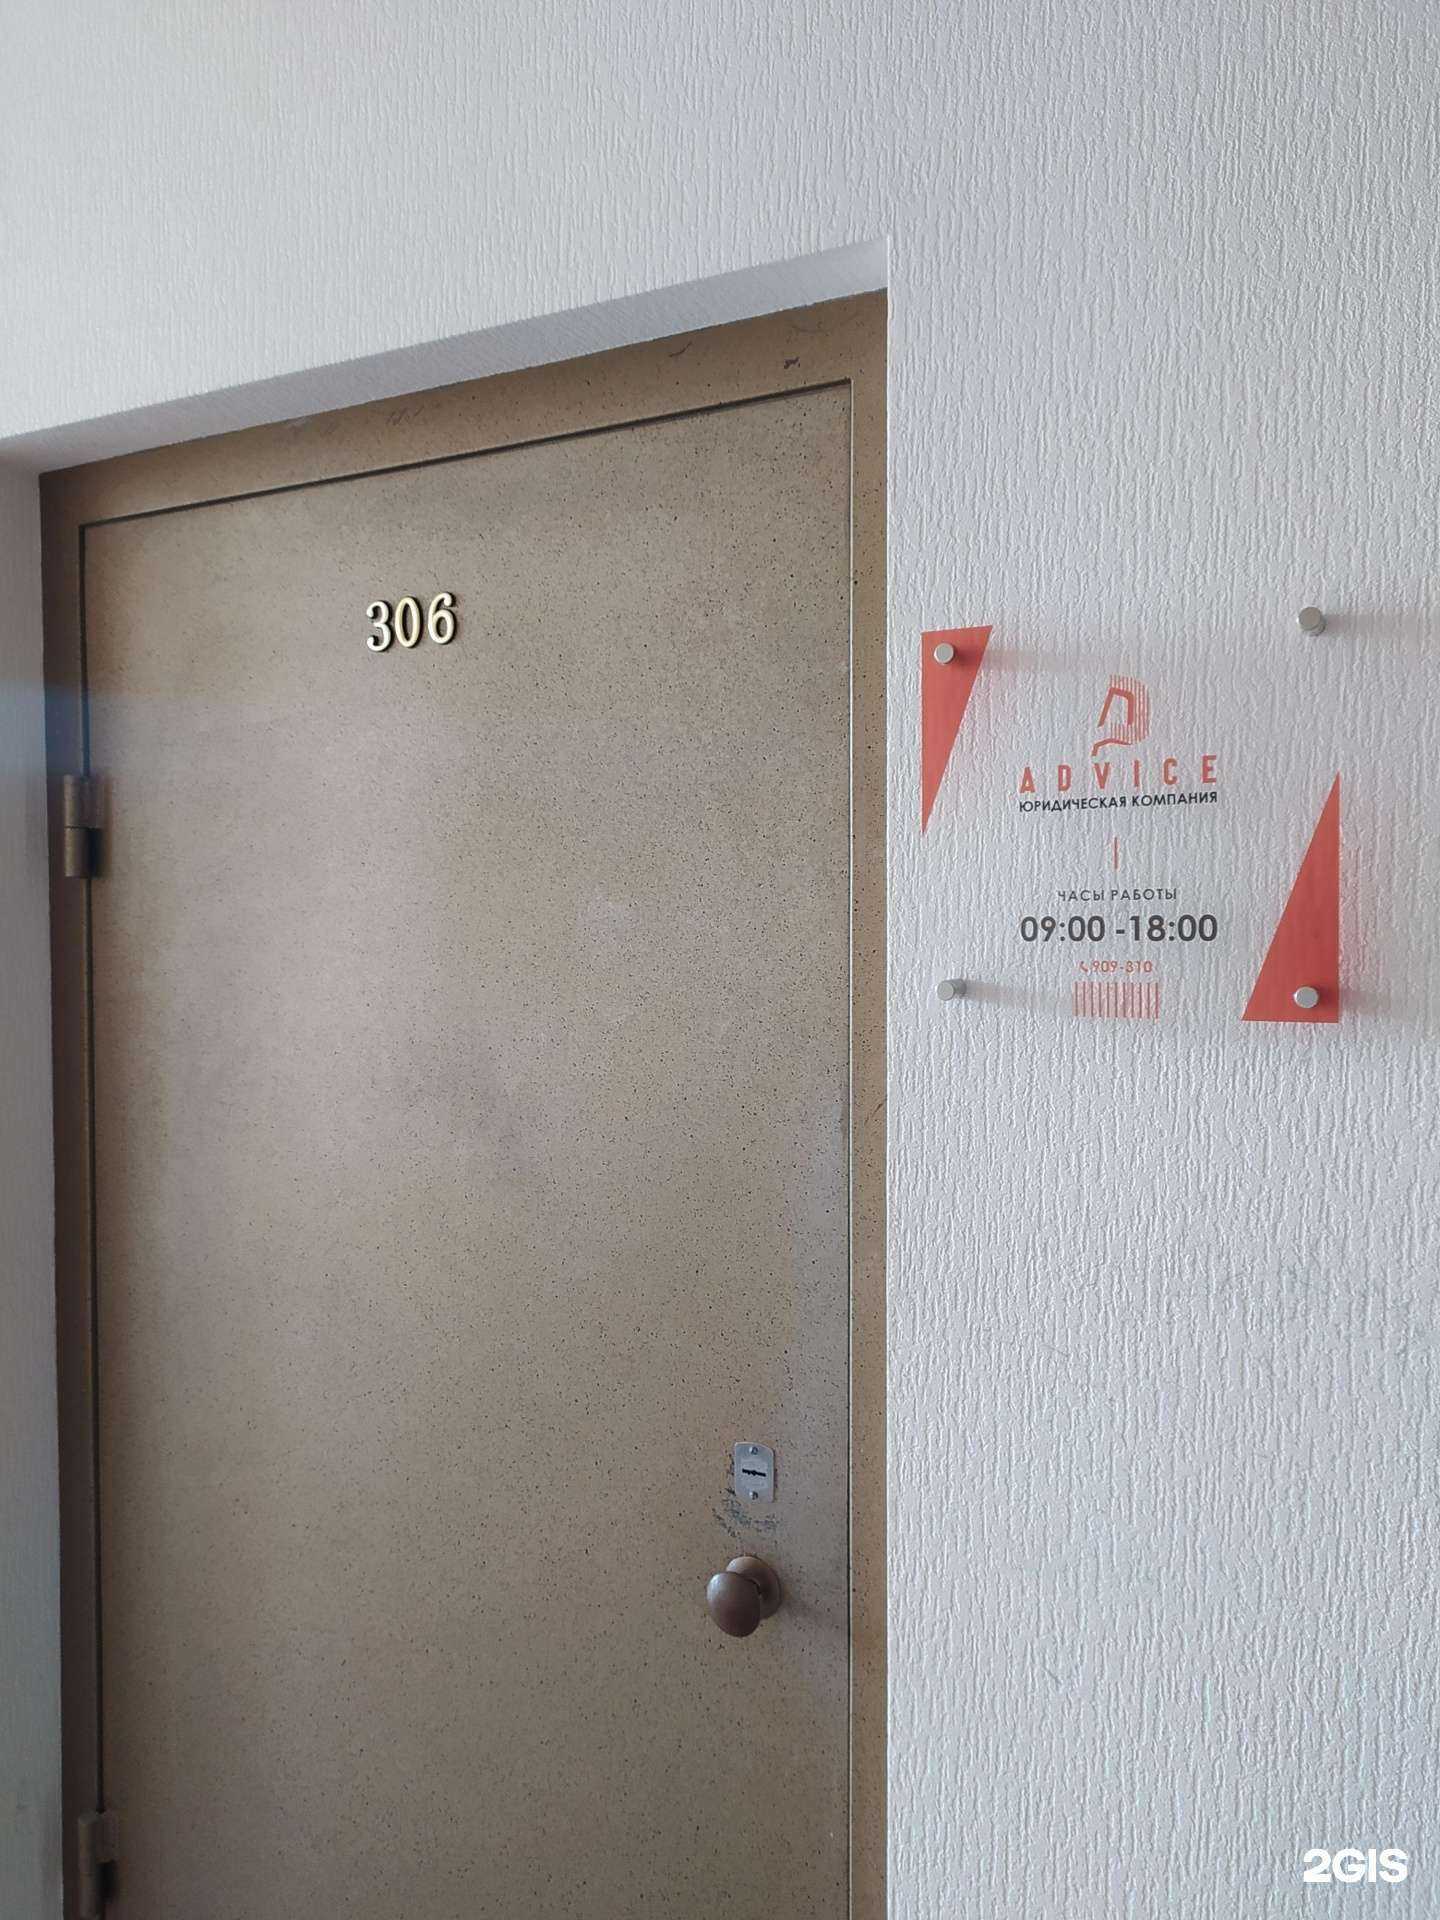 306
ADVICE
ЮРИДИЧЕСКАЯ КОМПАНИЯ
ЧАСЫ РАБОТЫ
09:00 -18:00
909-310
2GIS